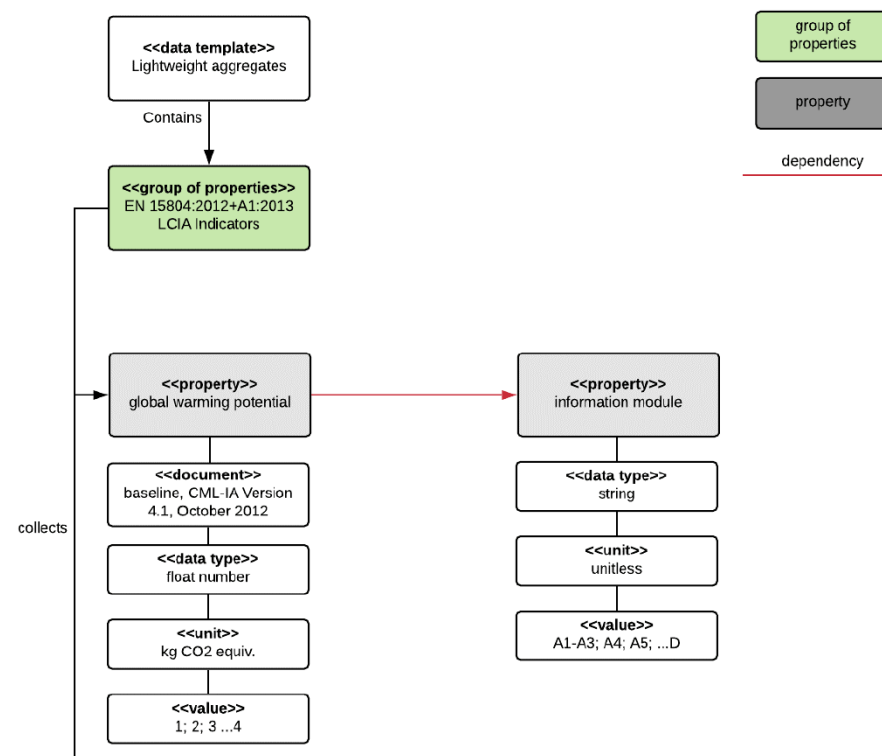 <<data template>>
Lightweight aggregates
group of
properties
property
dependency
Contains
<<group of properties>>
EN 15804:2012+A1:2013
LCIA Indicators
<<property>>
global warming potential
<<property>>
information module
<<document>>
baseline, CML-IA Version
4.1, October 2012
<<data type>>
string
collects
<<data type>>
float number
<<unit>>
unitless
<<unit>>
kg CO2 equiv.
<<value>>
A1-A3; A4; A5; ...D
<<value>>
1; 2; 3 ...4